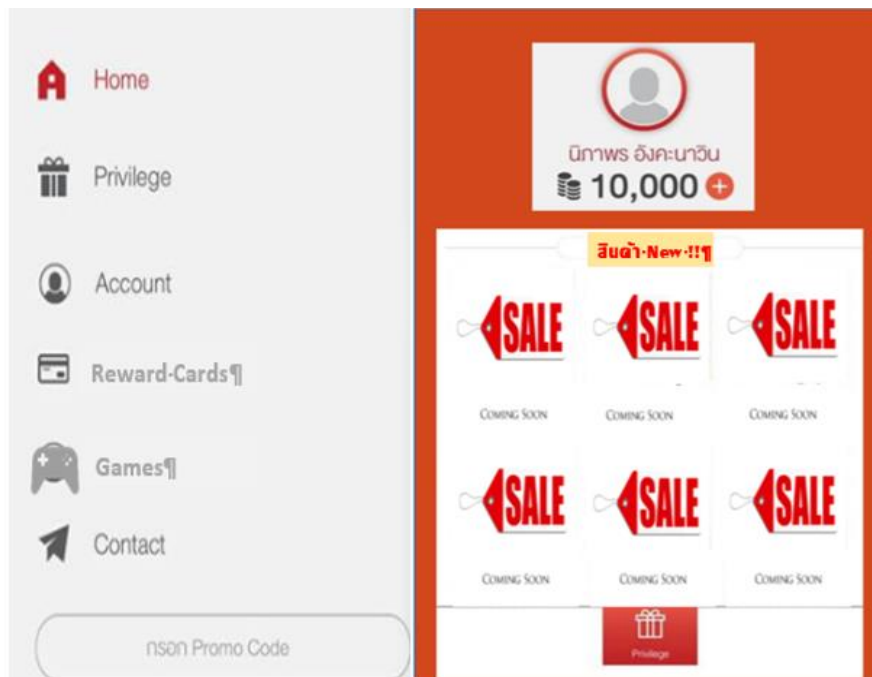 Home
Privilege
Account
Reward·Cards¶
Games¶
Contact
กรอก Promo Code
นิภาพร อังคะนาวิน
10,000 +
สินค้า·New·!!¶
SALE SALE SALE
COMING SOON COMING SOON COMING SOON
SALE SALE SALE
COMING SOON COMING SOON COMING SOON
Privilege